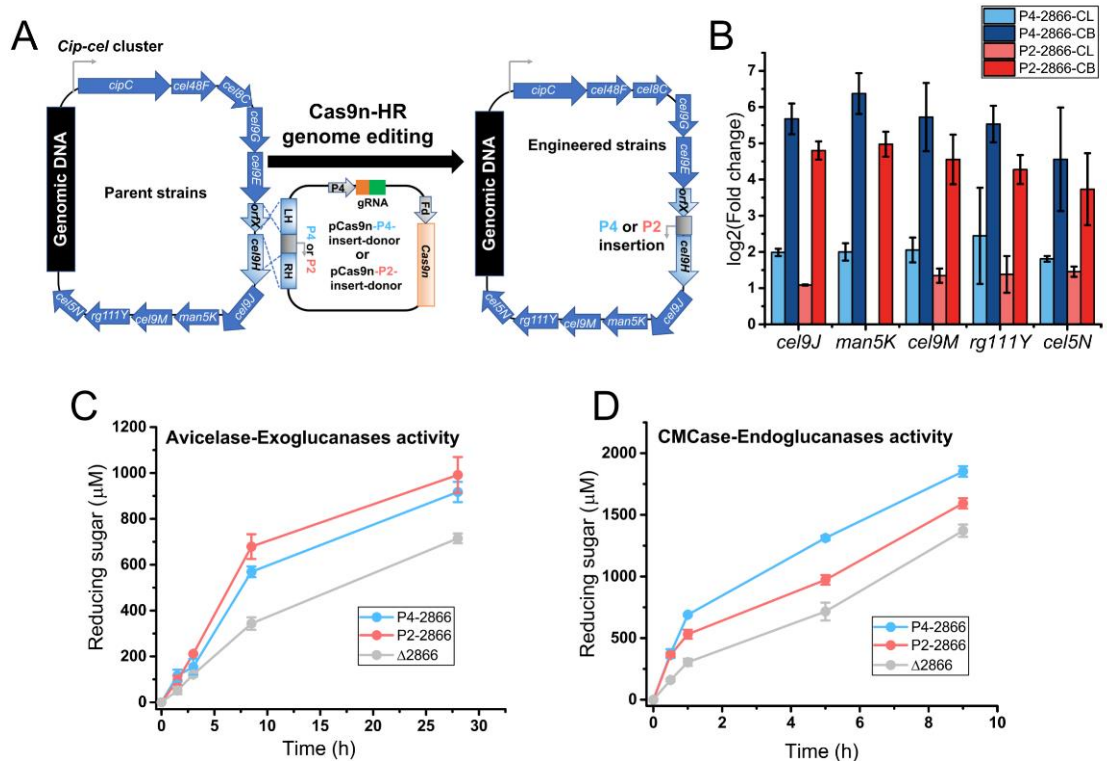 A
Cip-cel cluster
cipC
cel48F
cel8C
cel9G
cel9E
orfX
cel9H
cel9J
man5K
cel9M
rg111Y
cel5N
Genomic DNA
Parent strains
Cas9n-HR
genome editing
LH
P4 or P2
RH
P4
gRNA
Fd
Cas9n
pCas9n-P4-
insert-donor
or
pCas9n-P2-
insert-donor
cipC
cel48F
cel8C
cel9G
cel9E
orfX
cel9H
cel9J
man5K
cel9M
rg111Y
cel5N
Genomic DNA
Engineered strains
P4 or P2
insertion
B
P4-2866-CL
P4-2866-CB
P2-2866-CL
P2-2866-CB
log2(Fold change)
7
6
5
4
3
2
1
0
cel9J man5K cel9M rg111Y cel5N
C
Avicelase-Exoglucanases activity
Reducing sugar (μM)
1200
1000
800
600
400
200
0
P4-2866
P2-2866
Δ2866
0 5 10 15 20 25 30
Time (h)
D
CMCase-Endoglucanases activity
Reducing sugar (μM)
2000
1500
1000
500
0
P4-2866
P2-2866
Δ2866
0 2 4 6 8 10
Time (h)